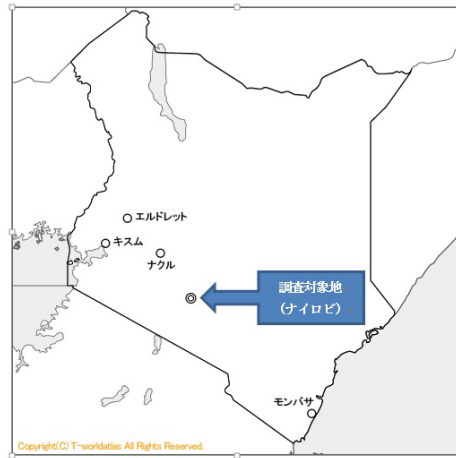 エルドレット
キスム
ナクル
調査対象地
(ナイロビ)
モンバサ
Copyright(C) T-worldatlas All Rights Reserved.